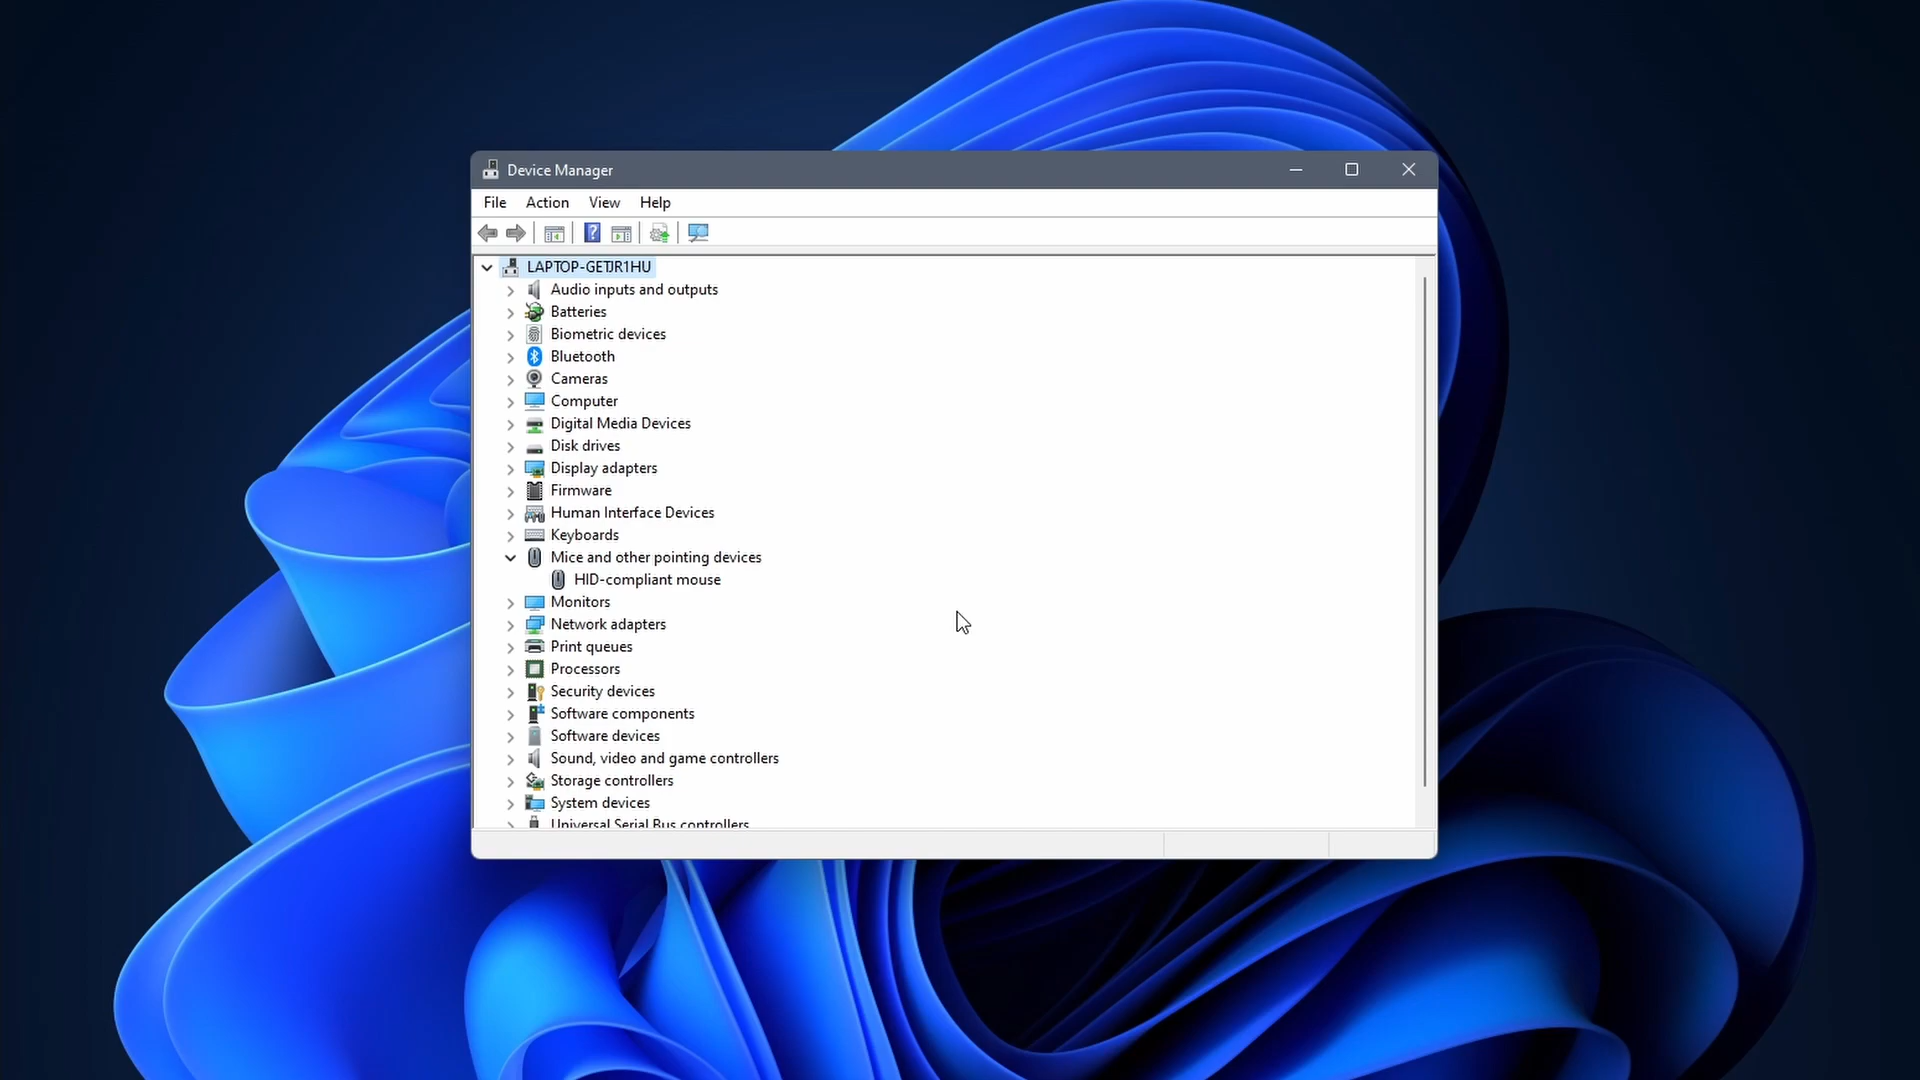 Device Manager
File Action View Help
LAPTOP-GETJR1HU
Audio inputs and outputs
Batteries
Biometric devices
Bluetooth
Cameras
Computer
Digital Media Devices
Disk drives
Display adapters
Firmware
Human Interface Devices
Keyboards
Mice and other pointing devices
HID-compliant mouse
Monitors
Network adapters
Print queues
Processors
Security devices
Software components
Software devices
Sound, video and game controllers
Storage controllers
System devices
Universal Serial Bus controllers